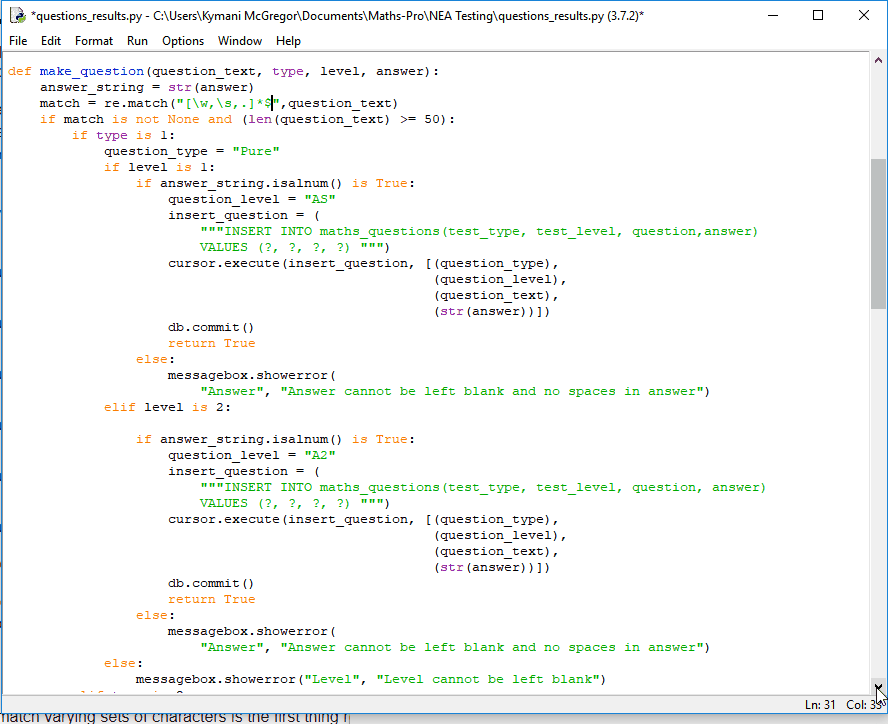 *questions_results.py - C:\Users\Kymani McGregor\Documents\Maths-Pro\NEA Testing\questions_results.py (3.7.2)*
File Edit Format Run Options Window Help
def make_question(question_text, type, level, answer):
    answer_string = str(answer)
    match = re.match("[\w,\s,.]*$",question_text)
    if match is not None and (len(question_text) >= 50):
        if type is 1:
            question_type = "Pure"
            if level is 1:
                if answer_string.isalnum() is True:
                    question_level = "AS"
                    insert_question = (
                        """INSERT INTO maths_questions(test_type, test_level, question,answer)
                        VALUES (?, ?, ?, ?) """)
                    cursor.execute(insert_question, [(question_type),
                                                     (question_level),
                                                     (question_text),
                                                     (str(answer))])
                    db.commit()
                    return True
                else:
                    messagebox.showerror(
                        "Answer", "Answer cannot be left blank and no spaces in answer")
            elif level is 2:
                if answer_string.isalnum() is True:
                    question_level = "A2"
                    insert_question = (
                        """INSERT INTO maths_questions(test_type, test_level, question, answer)
                        VALUES (?, ?, ?, ?) """)
                    cursor.execute(insert_question, [(question_type),
                                                     (question_level),
                                                     (question_text),
                                                     (str(answer))])
                    db.commit()
                    return True
                else:
                    messagebox.showerror(
                        "Answer", "Answer cannot be left blank and no spaces in answer")
            else:
                messagebox.showerror("Level", "Level cannot be left blank")
Ln: 31 Col: 33
match varying sets of characters is the first thing r